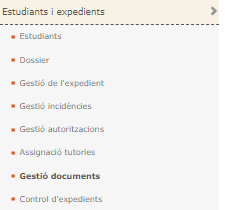 Estudiants i expedients
Estudiants
Dossier
Gestió de l'expedient
Gestió incidències
Gestió autoritzacions
Assignació tutories
Gestió documents
Control d'expedients